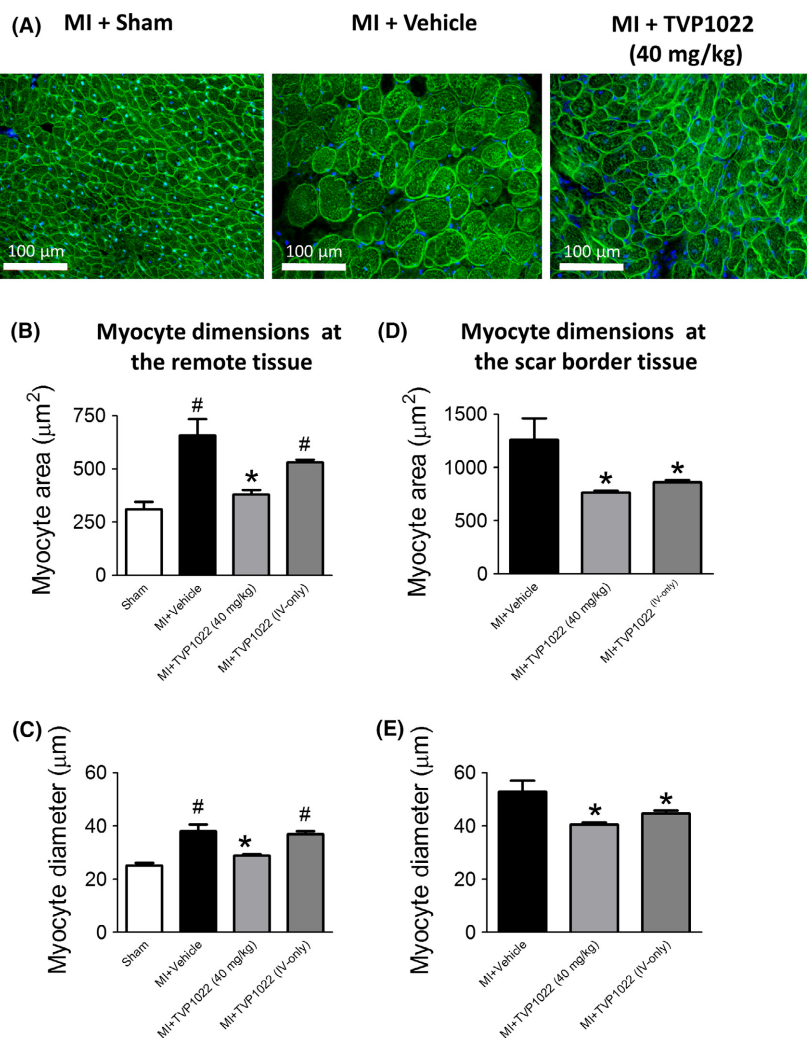 (A)
MI + Sham
MI + Vehicle
MI + TVP1022
(40 mg/kg)
100 µm
100 µm
100 µm
(B)
Myocyte dimensions at
the remote tissue
Myocyte area (µm²)
750
500
250
0
#
*
#
Sham
MI+Vehicle
MI+TVP1022 (40 mg/kg)
MI+TVP1022 (IV-only)
(D)
Myocyte dimensions at
the scar border tissue
Myocyte area (µm²)
1500
1000
500
0
*
*
MI+Vehicle
MI+TVP1022 (40 mg/kg)
MI+TVP1022 (IV-only)
(C)
Myocyte diameter (µm)
60
40
20
0
#
*
#
Sham
MI+Vehicle
MI+TVP1022 (40 mg/kg)
MI+TVP1022 (IV-only)
(E)
Myocyte diameter (µm)
60
40
20
0
*
*
MI+Vehicle
MI+TVP1022 (40 mg/kg)
MI+TVP1022 (IV-only)